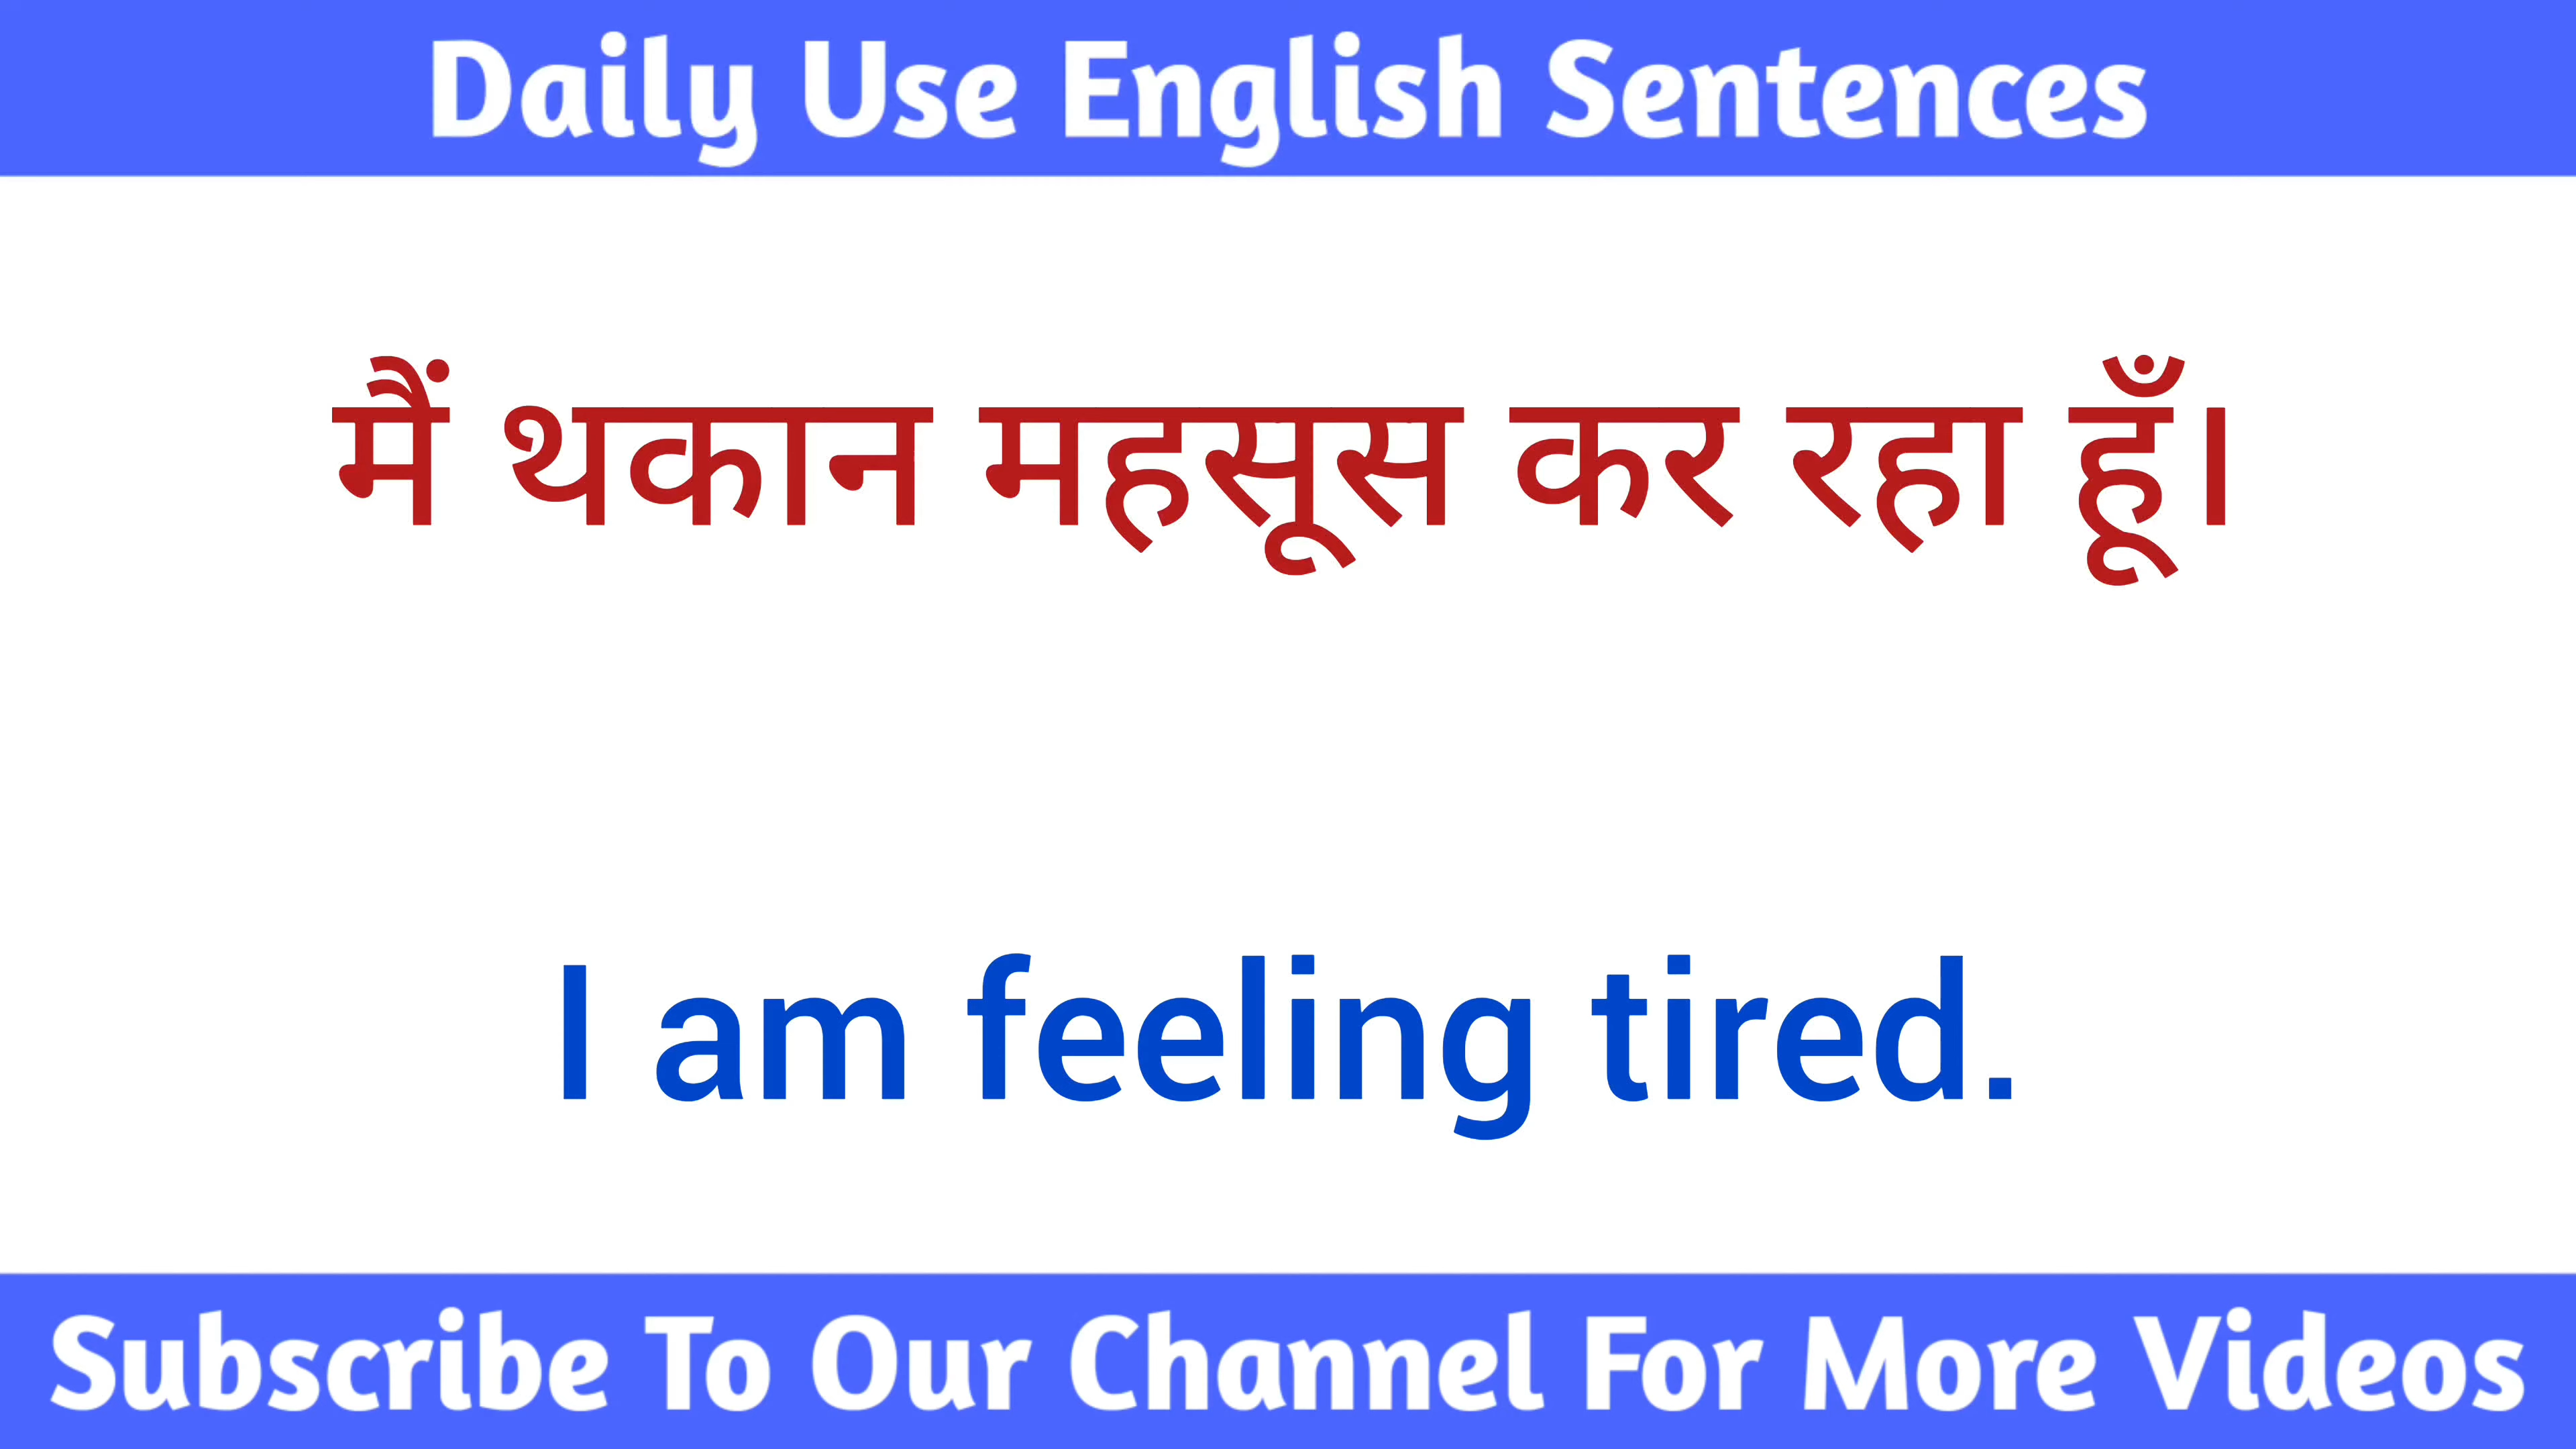 Daily Use English Sentences
मैं थकान महसूस कर रहा हूँ।
I am feeling tired.
Subscribe To Our Channel For More Videos